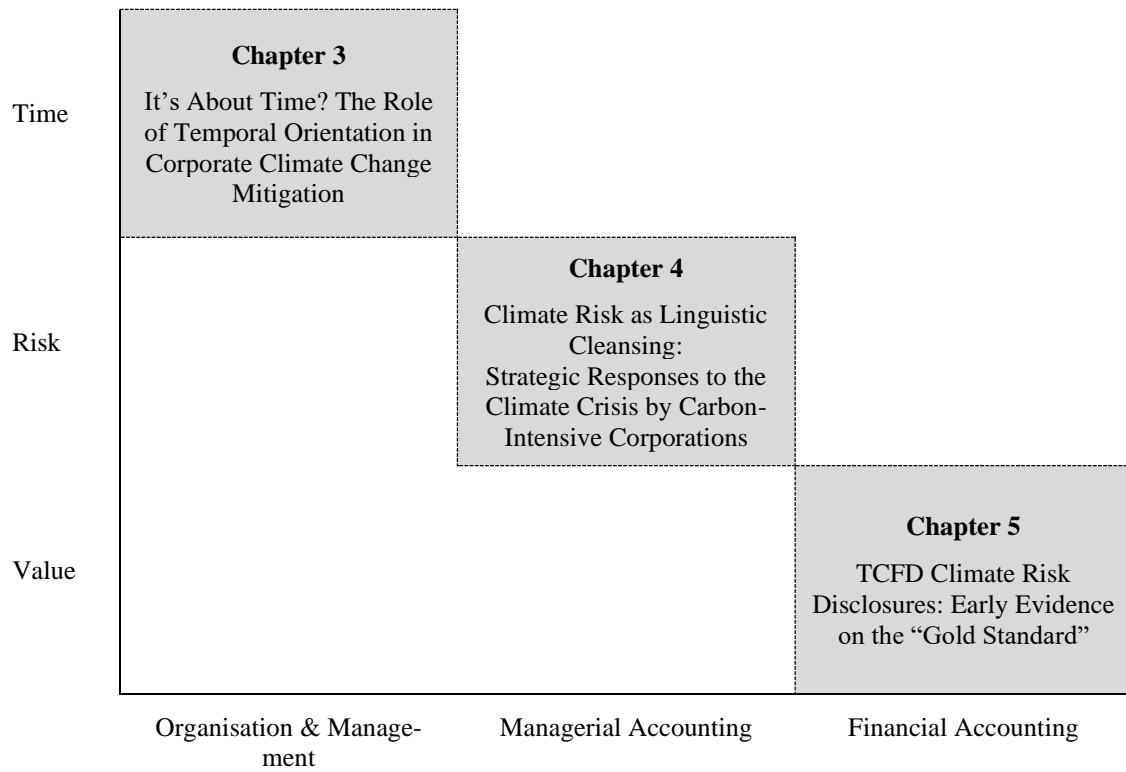 Chapter 3
It’s About Time? The Role
of Temporal Orientation in
Corporate Climate Change
Mitigation
Time
Chapter 4
Climate Risk as Linguistic
Cleansing:
Strategic Responses to the
Climate Crisis by Carbon-
Intensive Corporations
Risk
Chapter 5
TCFD Climate Risk
Disclosures: Early Evidence
on the “Gold Standard”
Value
Organisation & Manage-
ment
Managerial Accounting
Financial Accounting